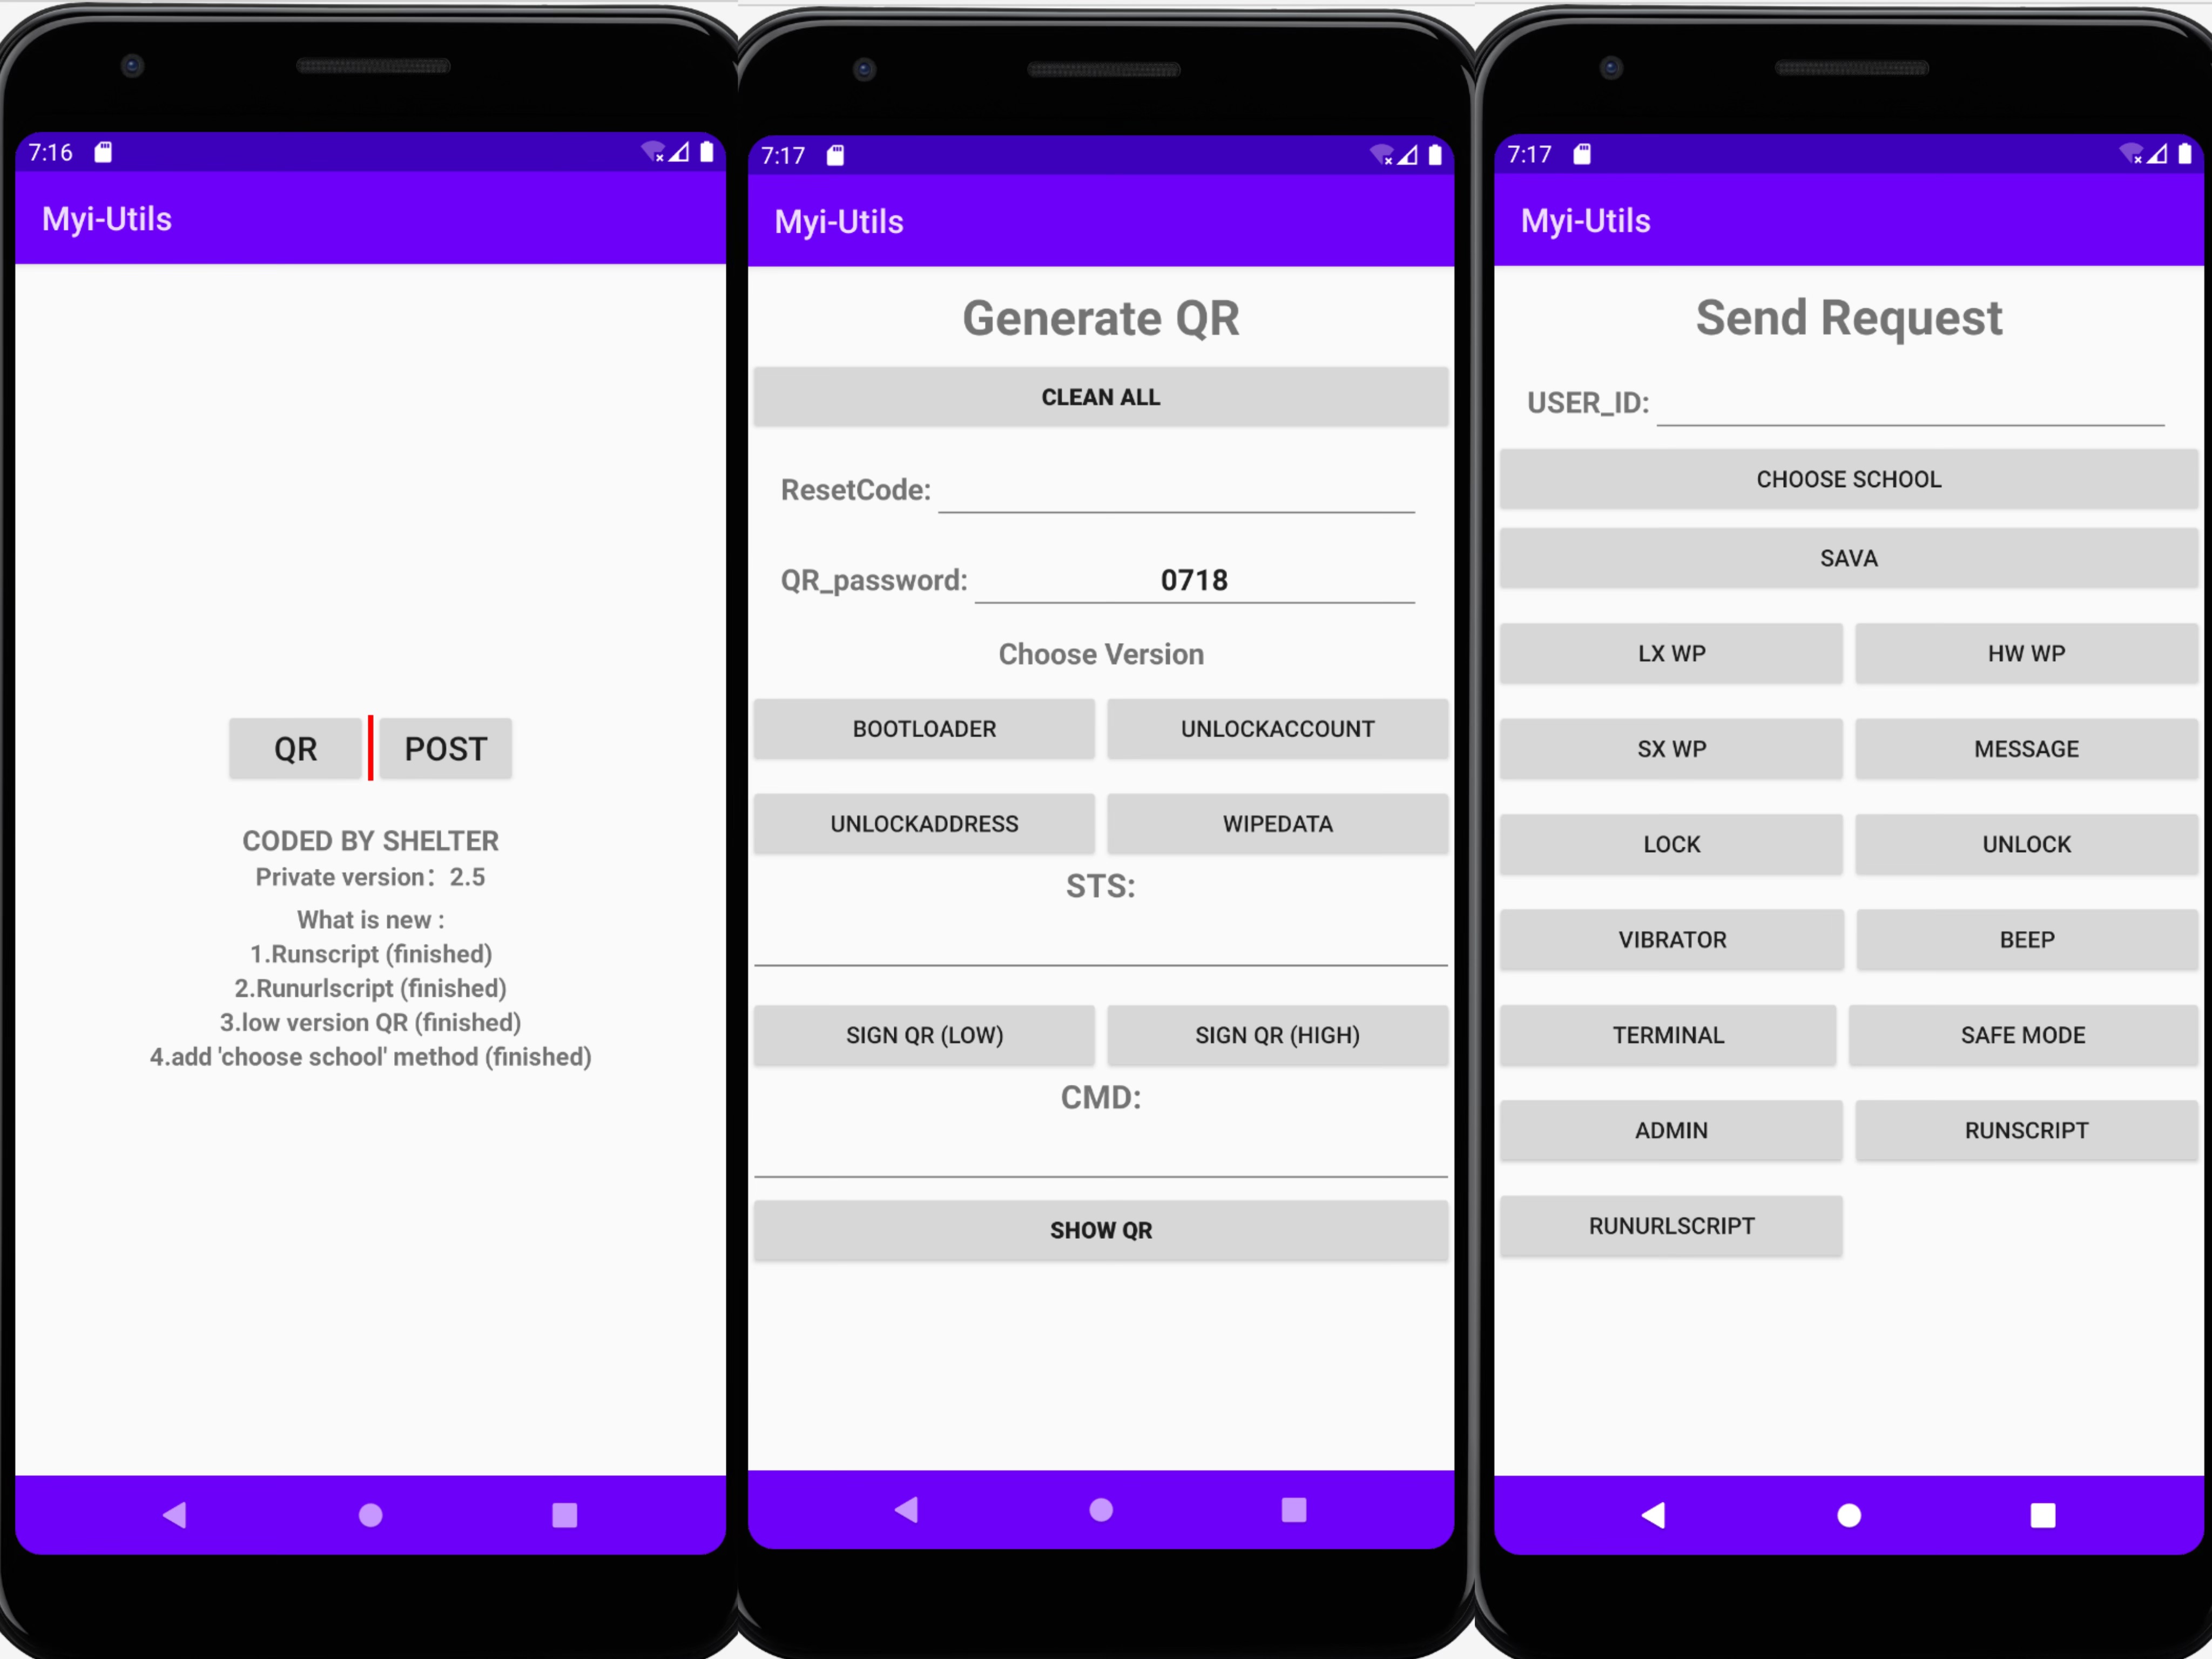 7:16
Myi-Utils
QR
POST
CODED BY SHELTER
Private version：2.5
What is new :
1.Runscript (finished)
2.Runurlscript (finished)
3.low version QR (finished)
4.add 'choose school' method (finished)
7:17
Myi-Utils
Generate QR
CLEAN ALL
ResetCode:
QR_password: 0718
Choose Version
BOOTLOADER
UNLOCKACCOUNT
UNLOCKADDRESS
WIPEDATA
STS:
SIGN QR (LOW)
SIGN QR (HIGH)
CMD:
SHOW QR
7:17
Myi-Utils
Send Request
USER_ID:
CHOOSE SCHOOL
SAVA
LX WP
HW WP
SX WP
MESSAGE
LOCK
UNLOCK
VIBRATOR
BEEP
TERMINAL
SAFE MODE
ADMIN
RUNSCRIPT
RUNURLSCRIPT